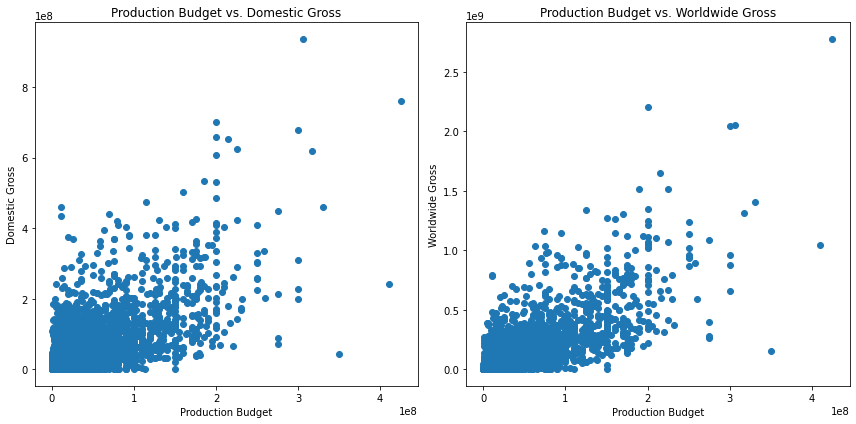 Production Budget vs. Domestic Gross
1e8
8
6
4
2
0
Domestic Gross
0
1
2
3
4
1e8
Production Budget
Production Budget vs. Worldwide Gross
1e9
2.5
2.0
1.5
1.0
0.5
0.0
Worldwide Gross
0
1
2
3
4
1e8
Production Budget